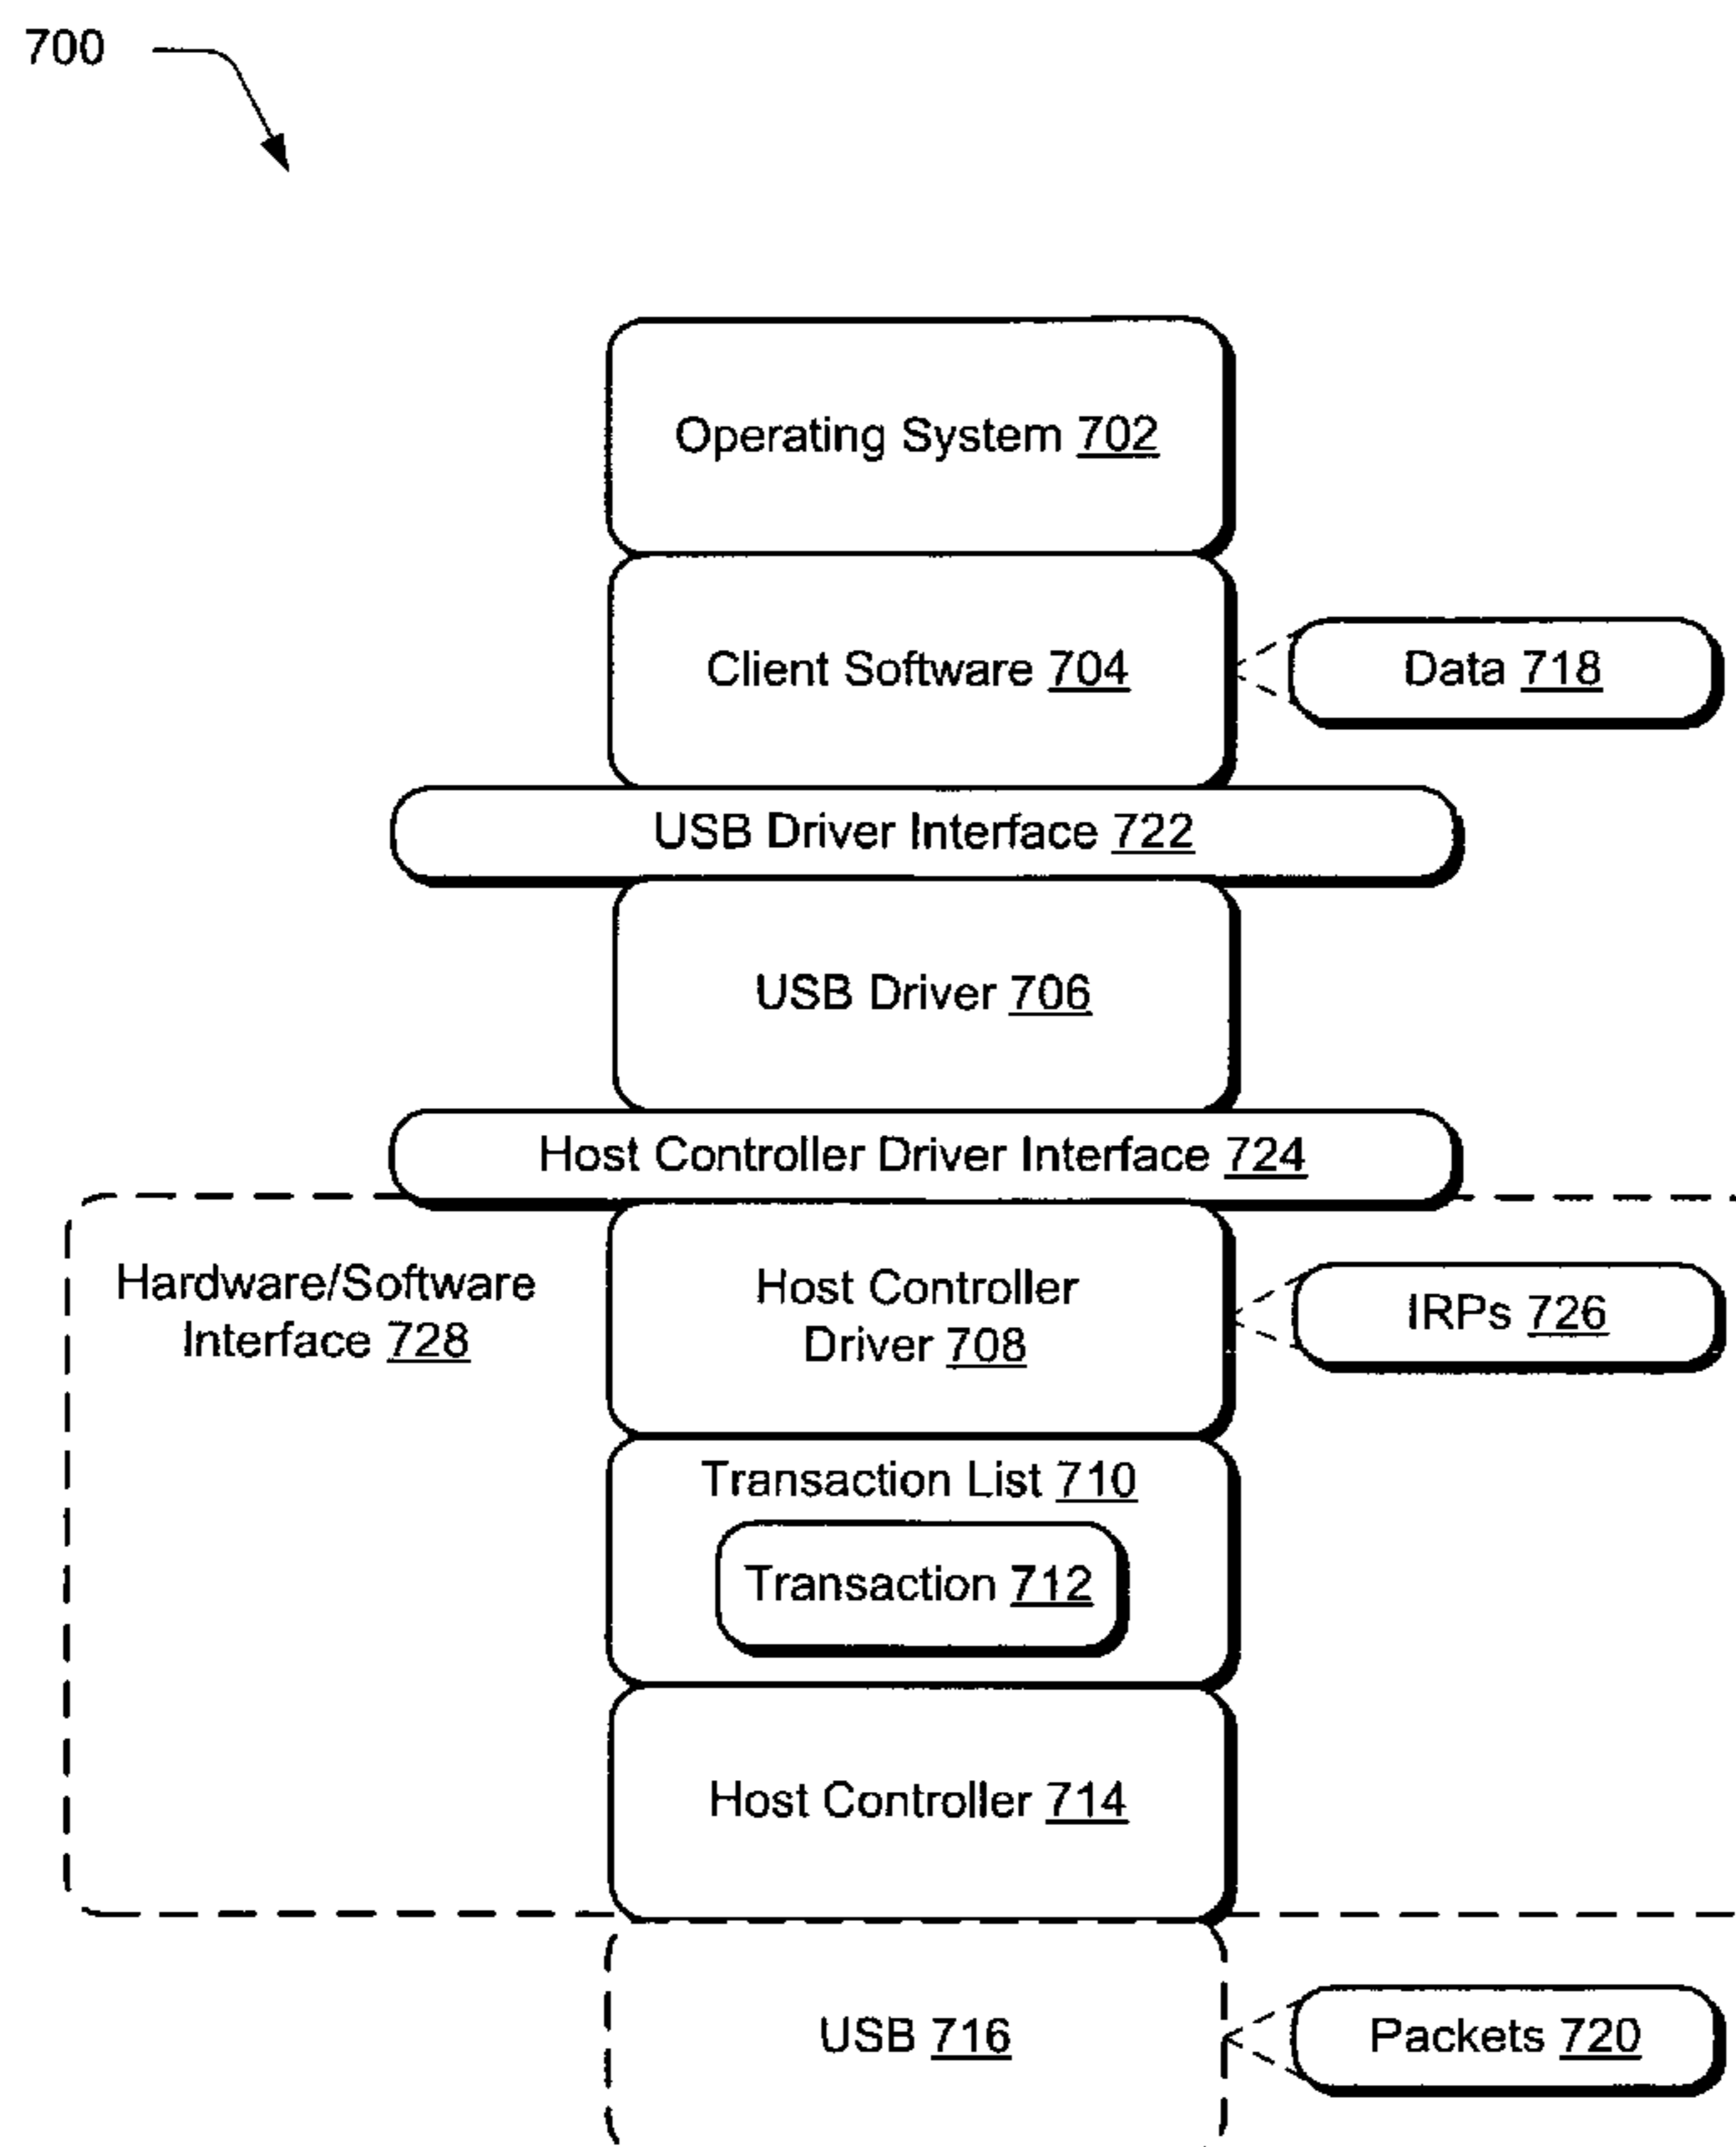 700
Operating System 702
Client Software 704
Data 718
USB Driver Interface 722
USB Driver 706
Host Controller Driver Interface 724
Hardware/Software
Interface 728
Host Controller
Driver 708
IRPs 726
Transaction List 710
Transaction 712
Host Controller 714
USB 716
Packets 720